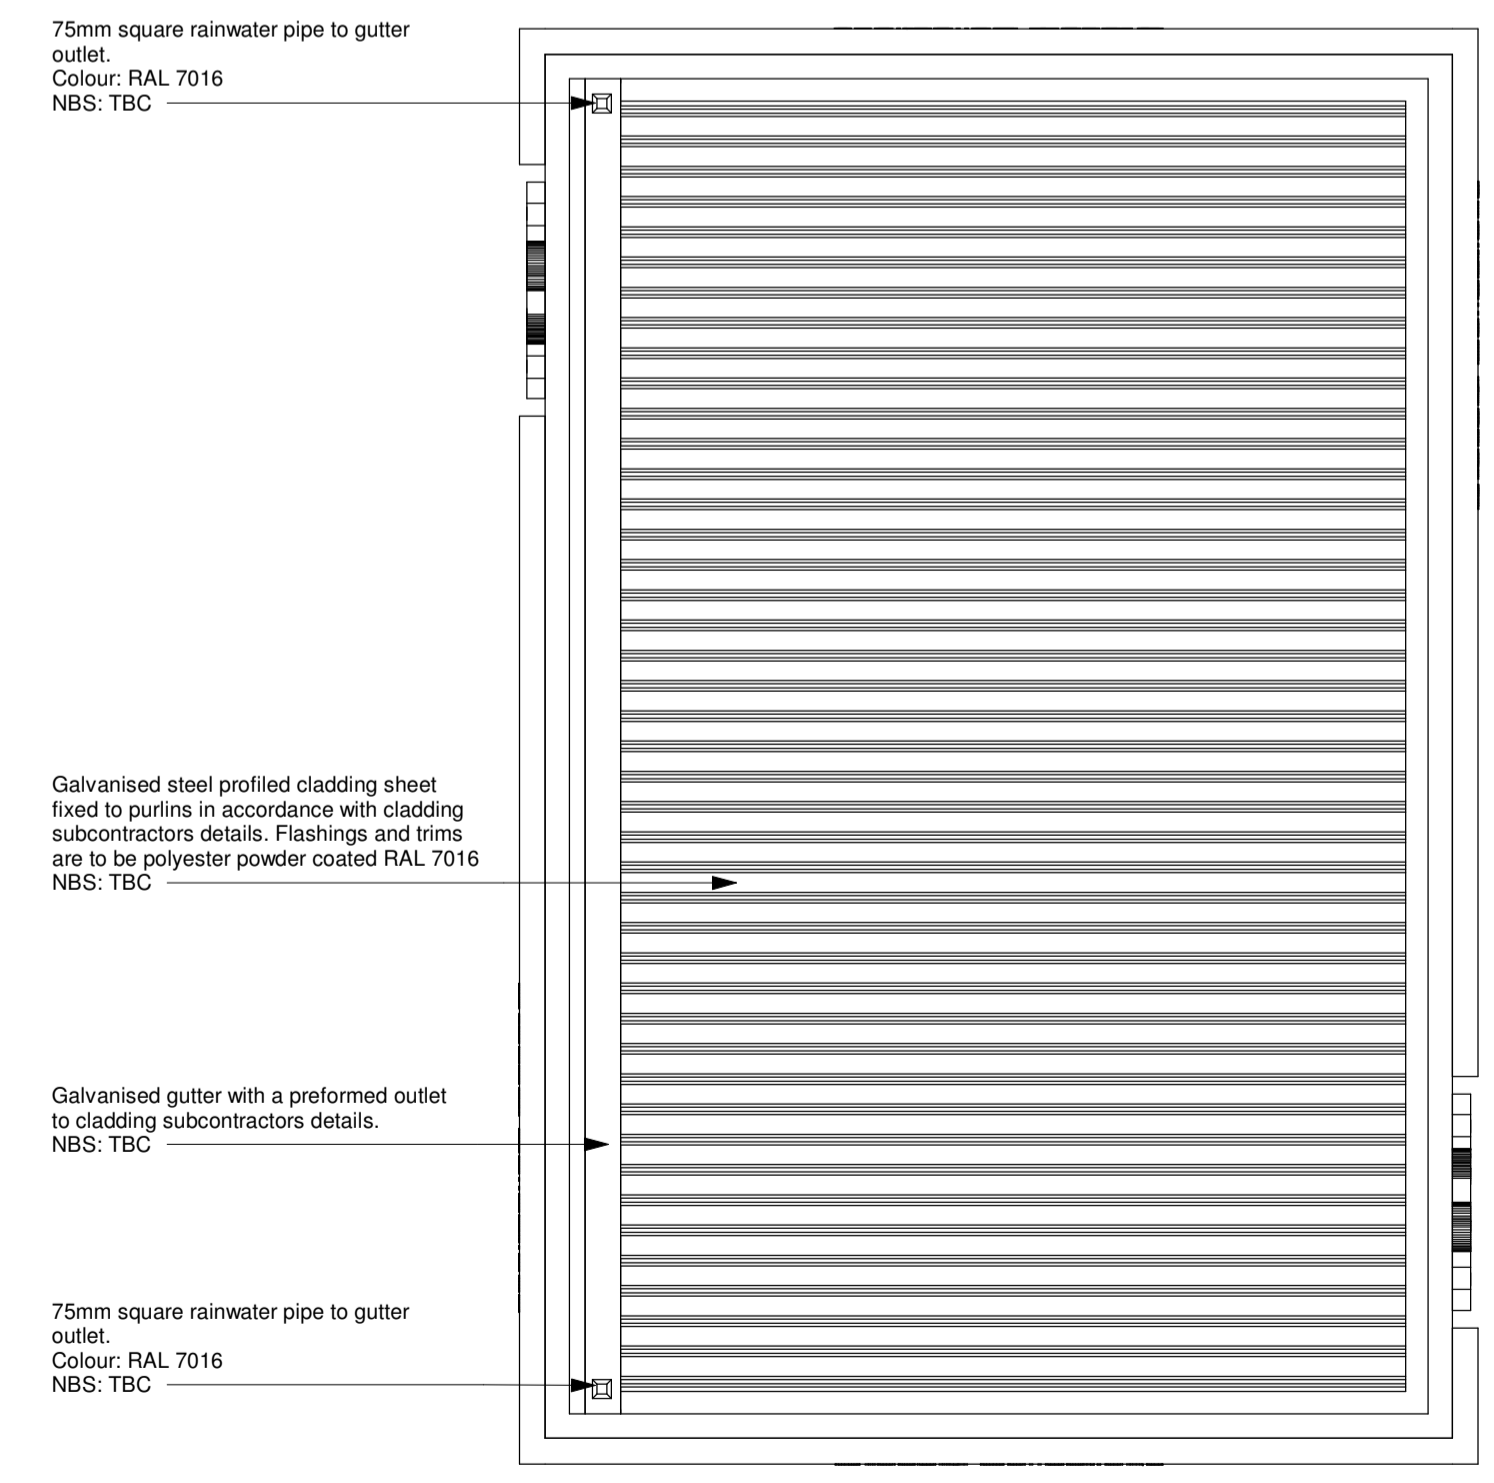 75mm square rainwater pipe to gutter
outlet.
Colour: RAL 7016
NBS: TBC
Galvanised steel profiled cladding sheet
fixed to purlins in accordance with cladding
subcontractors details. Flashings and trims
are to be polyester powder coated RAL 7016
NBS: TBC
Galvanised gutter with a preformed outlet
to cladding subcontractors details.
NBS: TBC
75mm square rainwater pipe to gutter
outlet.
Colour: RAL 7016
NBS: TBC